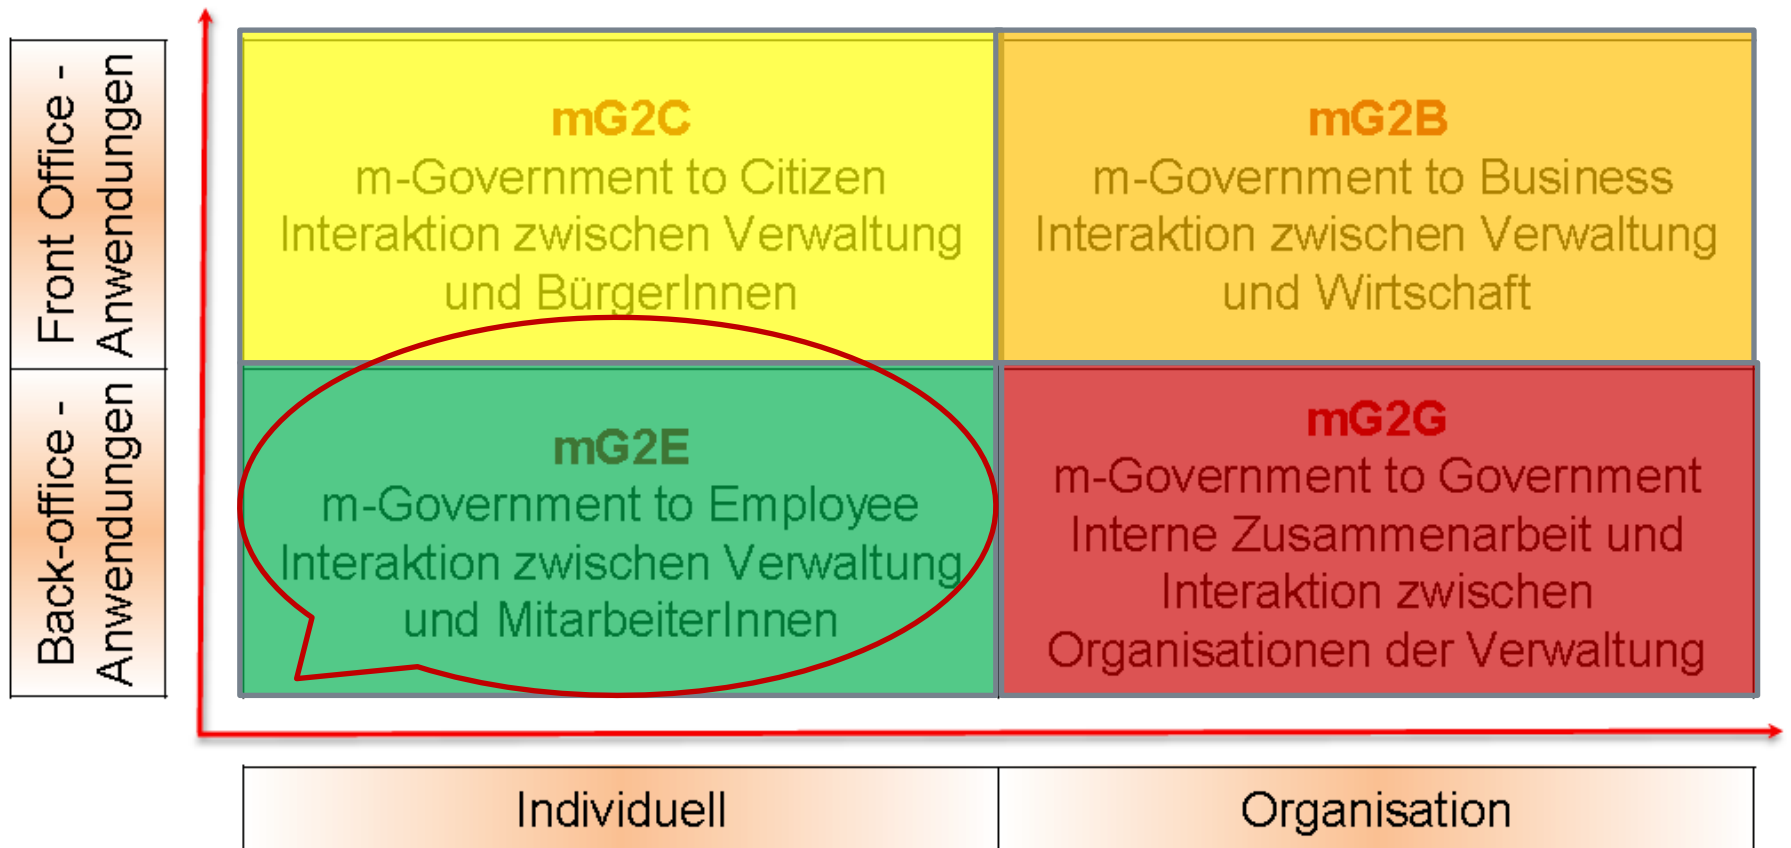 Front Office -
Anwendungen
mG2C
m-Government to Citizen
Interaktion zwischen Verwaltung
und BürgerInnen
mG2B
m-Government to Business
Interaktion zwischen Verwaltung
und Wirtschaft
Back-office -
Anwendungen
mG2E
m-Government to Employee
Interaktion zwischen Verwaltung
und MitarbeiterInnen
mG2G
m-Government to Government
Interne Zusammenarbeit und
Interaktion zwischen
Organisationen der Verwaltung
Individuell
Organisation